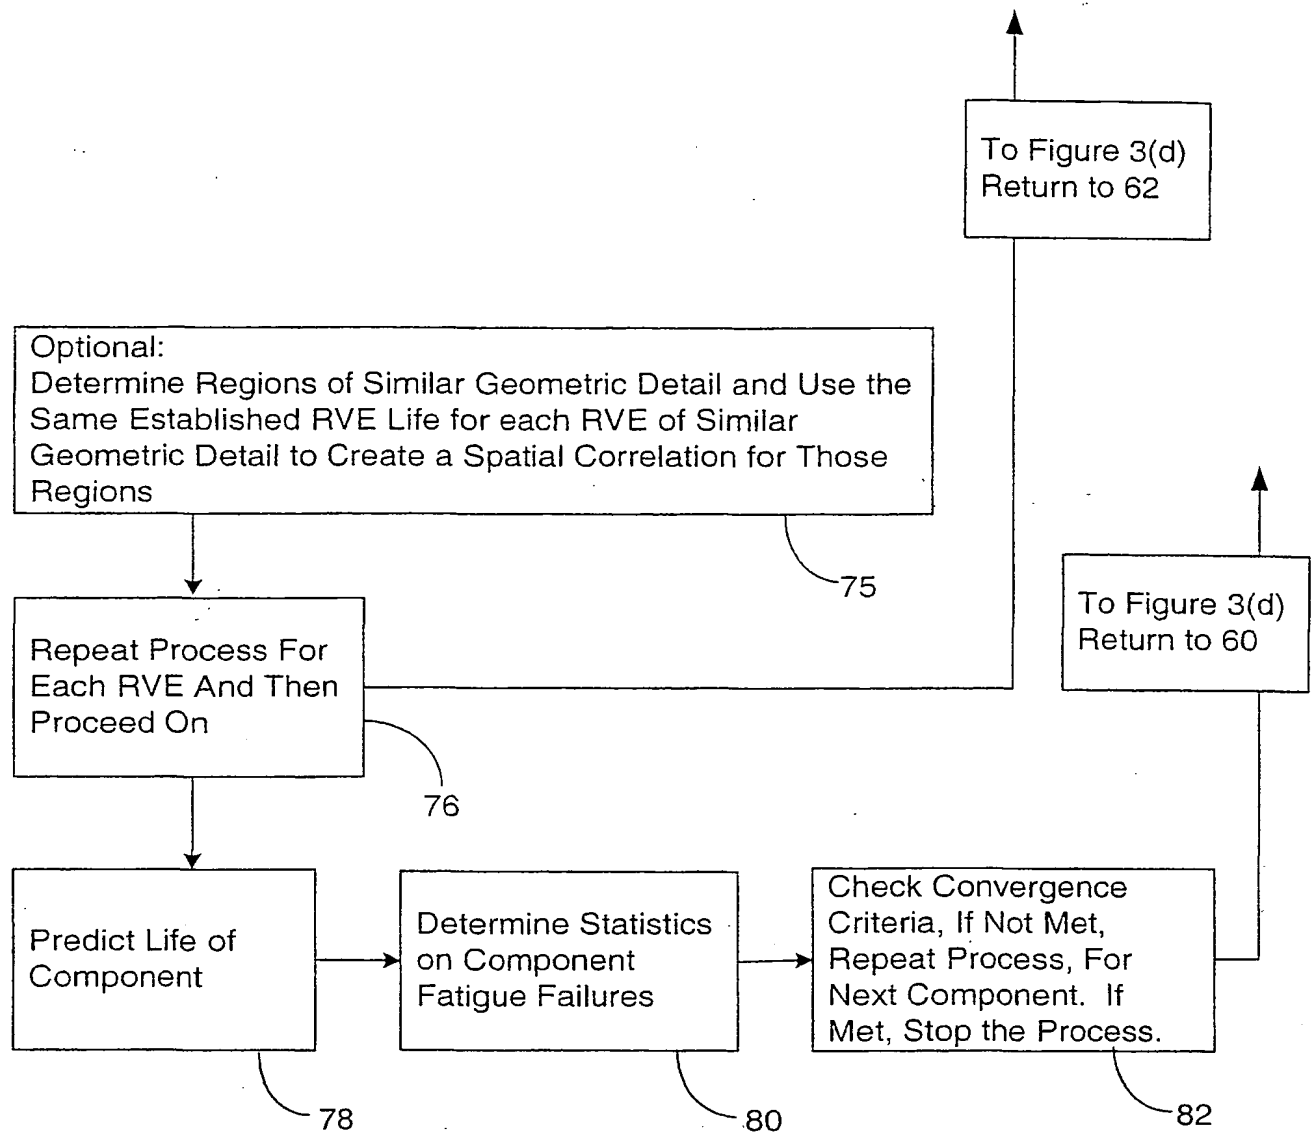 To Figure 3(d)
Return to 62
Optional:
Determine Regions of Similar Geometric Detail and Use the
Same Established RVE Life for each RVE of Similar
Geometric Detail to Create a Spatial Correlation for Those
Regions
75
To Figure 3(d)
Return to 60
Repeat Process For
Each RVE And Then
Proceed On
76
Predict Life of
Component
78
Determine Statistics
on Component
Fatigue Failures
80
Check Convergence
Criteria, If Not Met,
Repeat Process, For
Next Component. If
Met, Stop the Process.
82